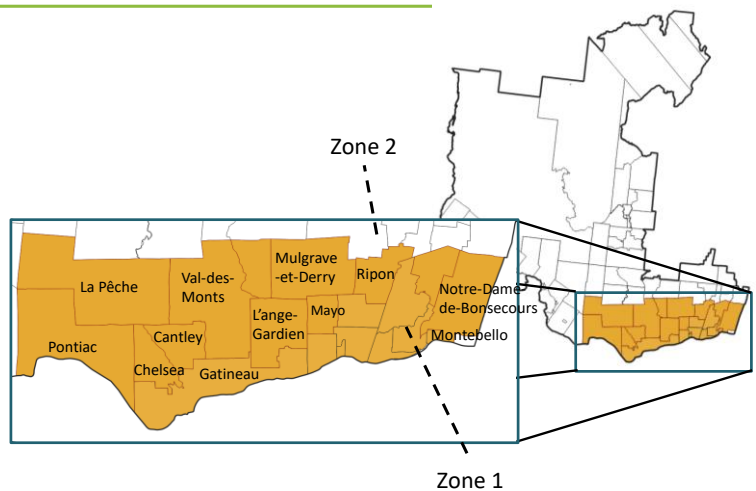 Zone 2
La Pêche
Val-des-
Monts
Mulgrave
-et-Derry
Ripon
Notre-Dame
de-Bonsecours
L'ange-
Gardien
Mayo
Pontiac
Cantley
Montebello
Chelsea
Gatineau
Zone 1